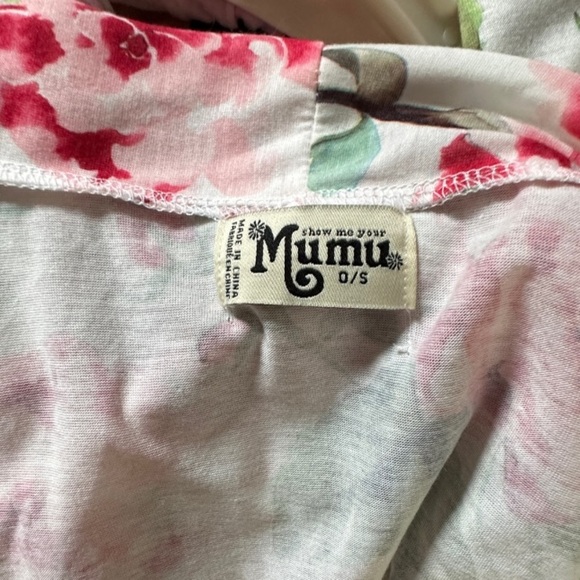 show me your
Mumu
O/S
MADE IN CHINA
FABRIQUÉ EN CHINE